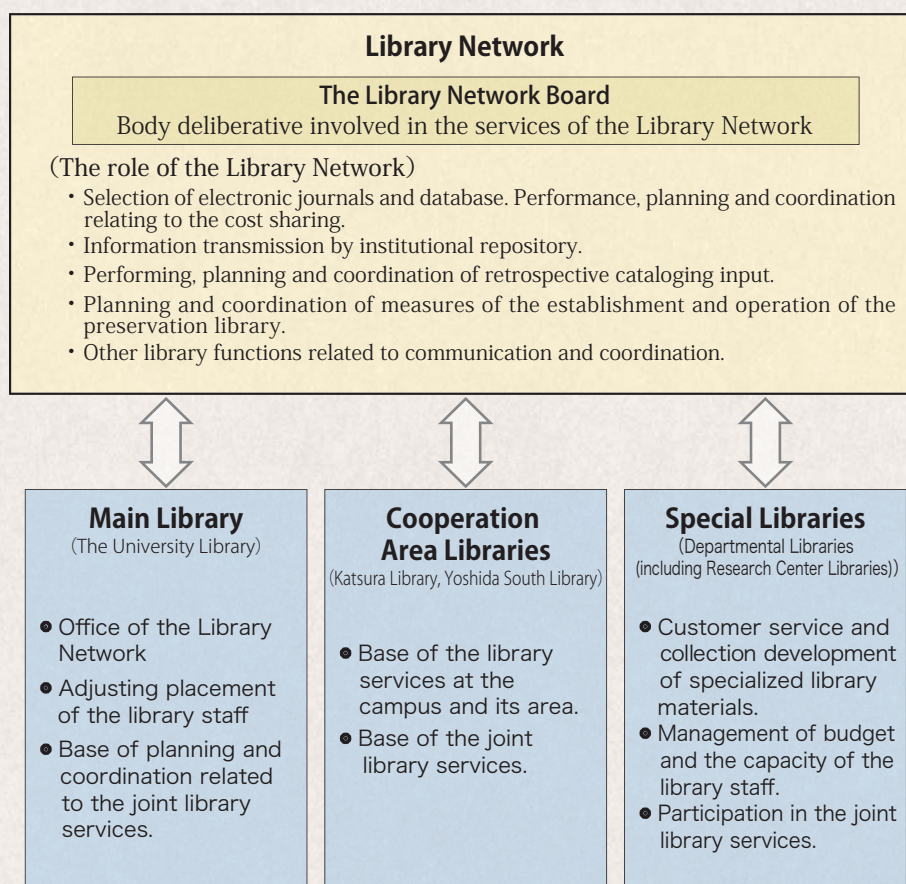 Library Network
The Library Network Board
Body deliberative involved in the services of the Library Network
(The role of the Library Network)
・Selection of electronic journals and database. Performance, planning and coordination
relating to the cost sharing.
・Information transmission by institutional repository.
・Performing, planning and coordination of retrospective cataloging input.
・Planning and coordination of measures of the establishment and operation of the
preservation library.
・Other library functions related to communication and coordination.
Main Library
(The University Library)
● Office of the Library
Network
● Adjusting placement
of the library staff
● Base of planning and
coordination related
to the joint library
services.
Cooperation
Area Libraries
(Katsura Library, Yoshida South Library)
● Base of the library
services at the
campus and its area.
● Base of the joint
library services.
Special Libraries
(Departmental Libraries
(including Research Center Libraries))
● Customer service and
collection development
of specialized library
materials.
● Management of budget
and the capacity of the
library staff.
● Participation in the joint
library services.